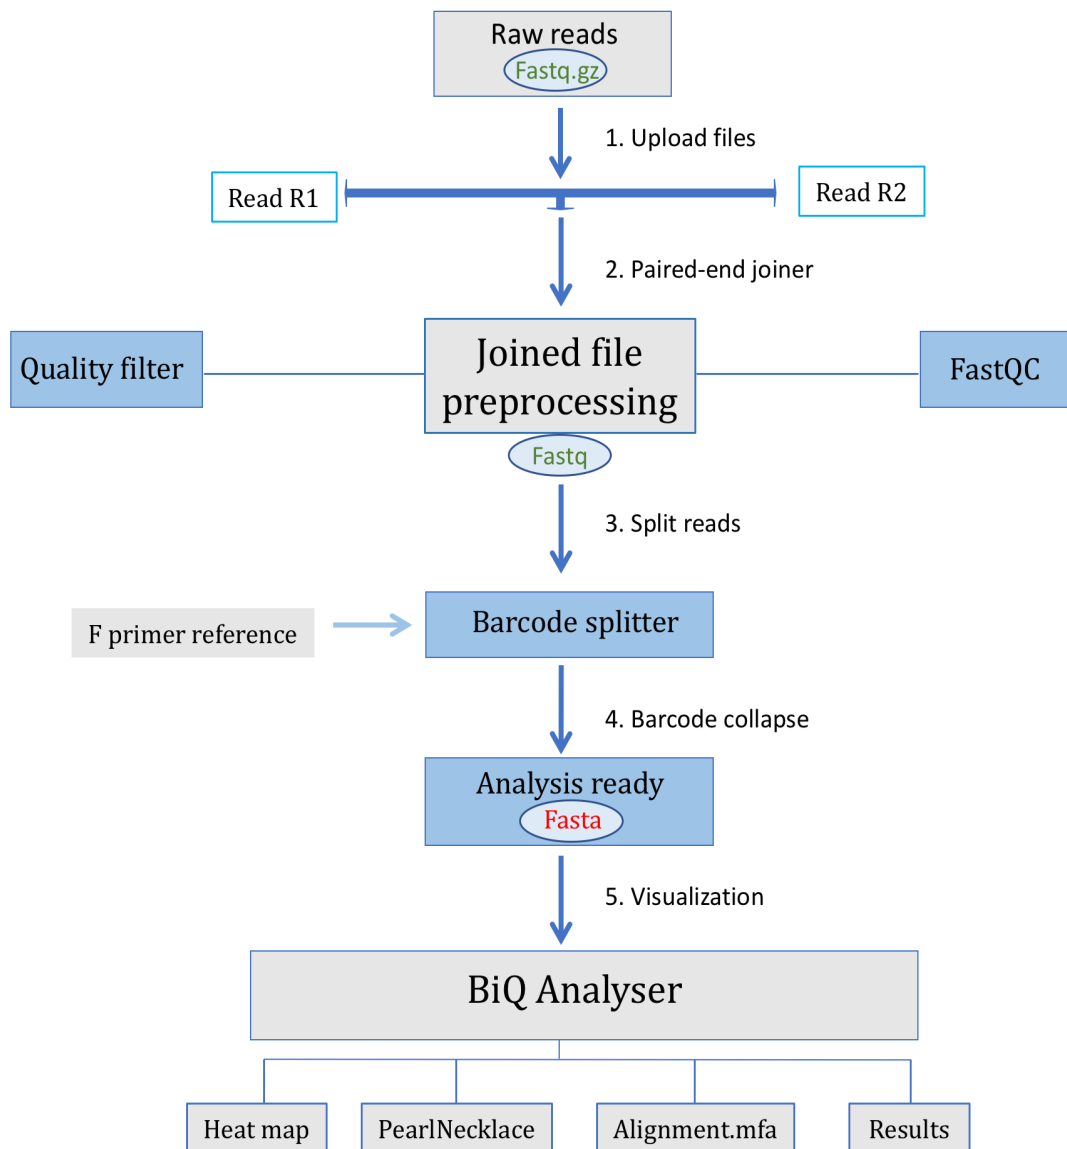 Raw reads
Fastq.gz
1. Upload files
Read R1
Read R2
2. Paired-end joiner
Quality filter
Joined file
preprocessing
FastQC
Fastq
3. Split reads
F primer reference
Barcode splitter
4. Barcode collapse
Analysis ready
Fasta
5. Visualization
BiQ Analyser
Heat map
PearlNecklace
Alignment.mfa
Results